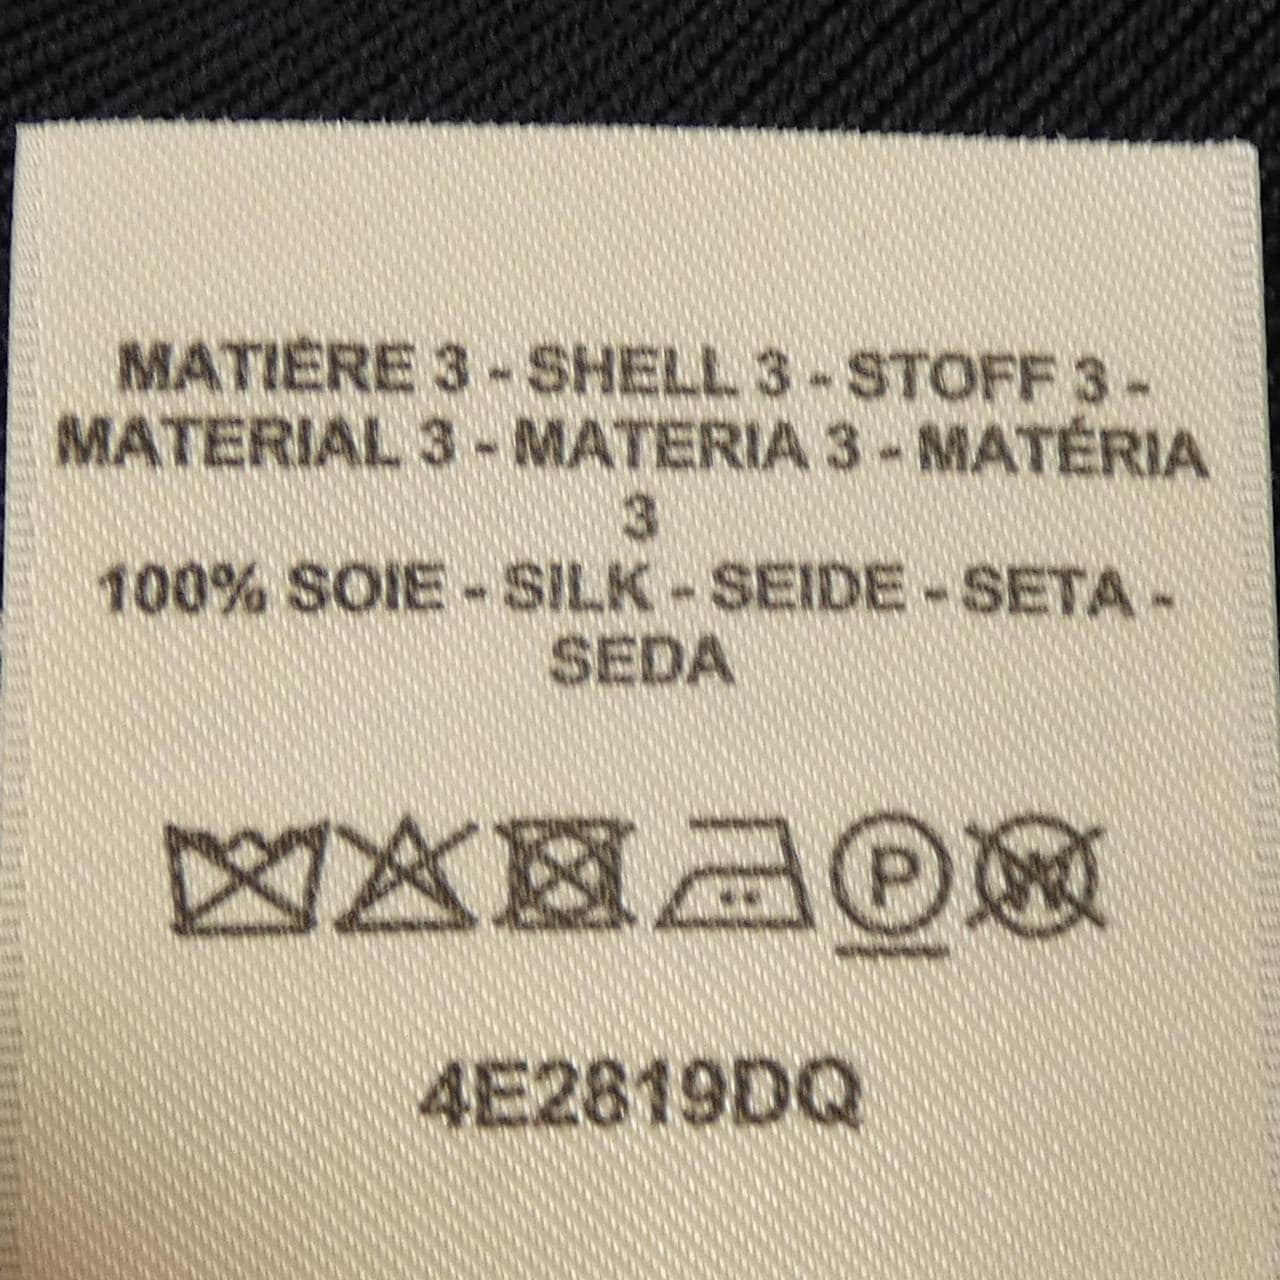 MATIÈRE 3 - SHELL 3 - STOFF 3 -
MATERIAL 3 - MATERIA 3 - MATÉRIA
3
100% SOIE - SILK - SEIDE - SETA -
SEDA
P
W
4E2619DQ